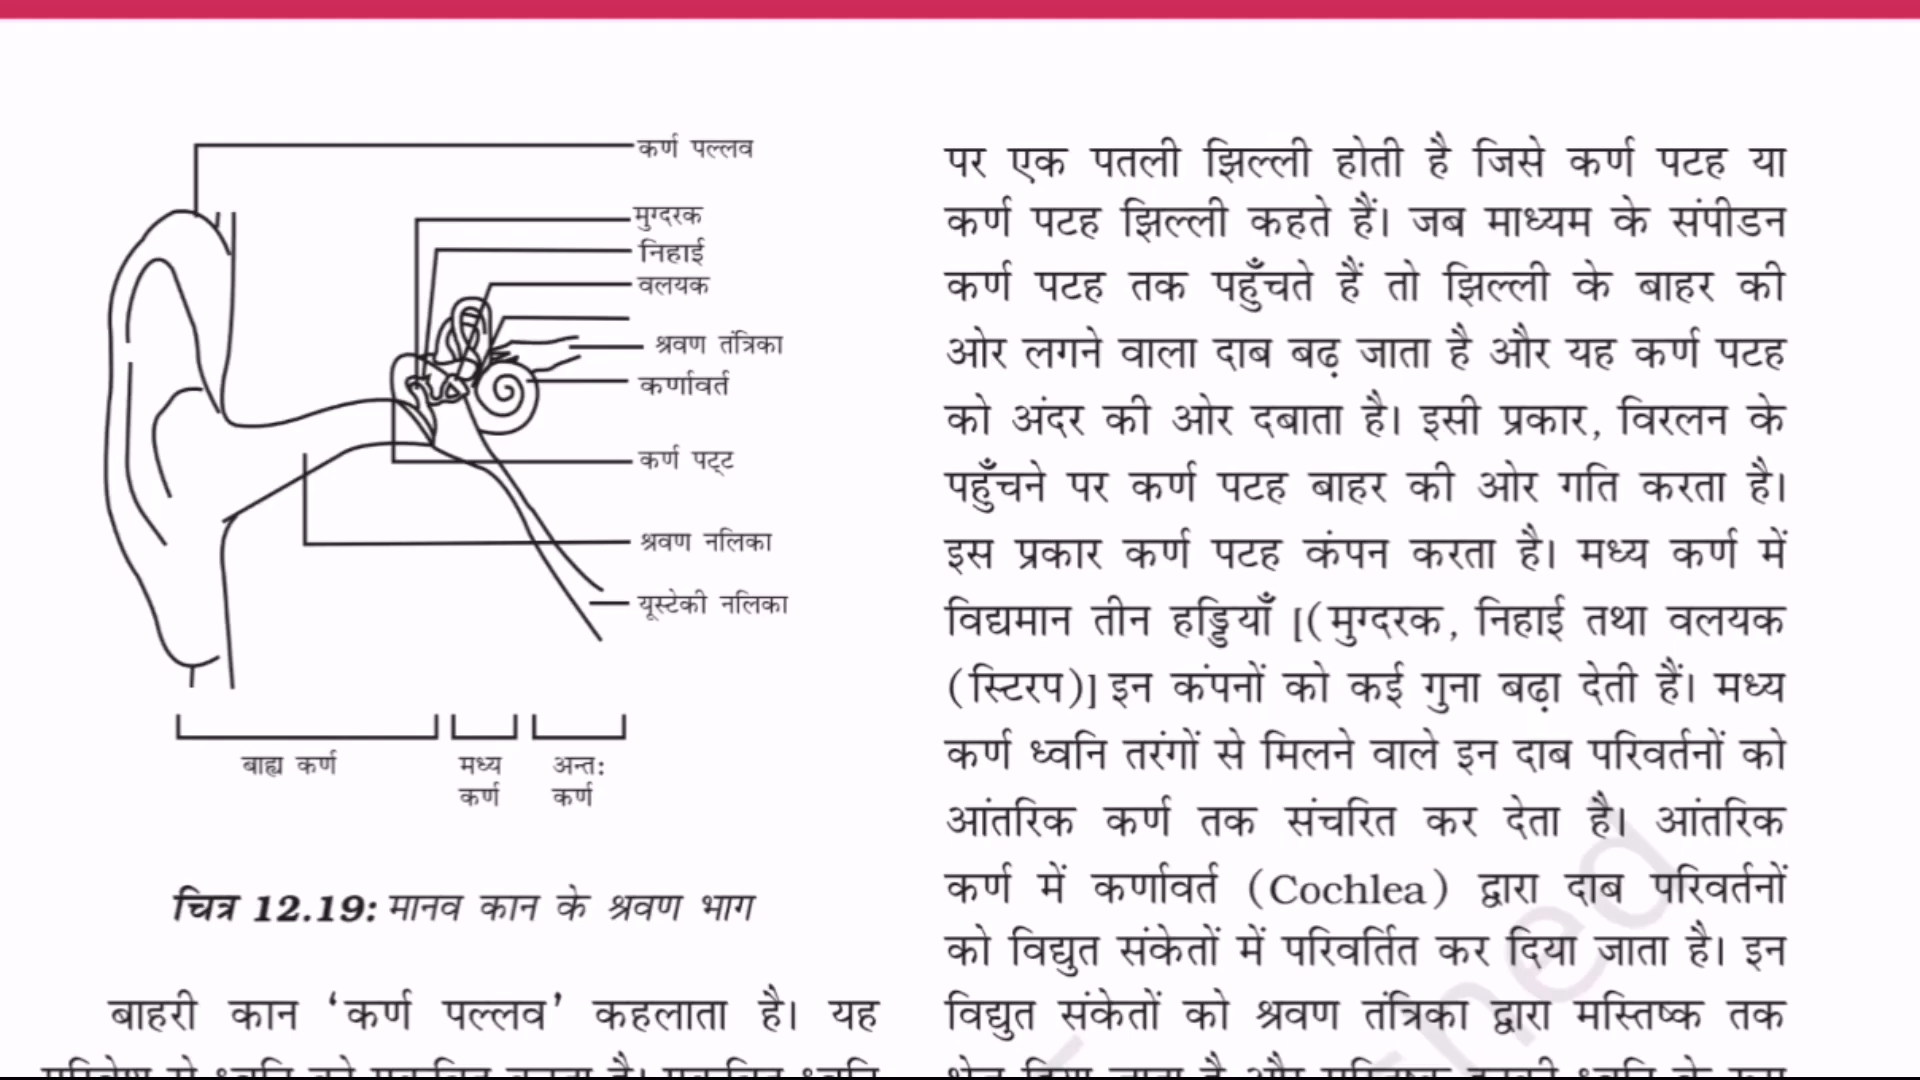 कर्ण पल्लव
मुग्दरक
निहाई
वलयक
श्रवण तंत्रिका
कर्णावर्त
कर्ण पट्ट
श्रवण नलिका
यूस्टेकी नलिका
बाह्य कर्ण
मध्य कर्ण
अन्तः कर्ण
चित्र 12.19: मानव कान के श्रवण भाग
बाहरी कान ‘कर्ण पल्लव’ कहलाता है। यह
पर एक पतली झिल्ली होती है जिसे कर्ण पटह या
कर्ण पटह झिल्ली कहते हैं। जब माध्यम के संपीडन
कर्ण पटह तक पहुँचते हैं तो झिल्ली के बाहर की
ओर लगने वाला दाब बढ़ जाता है और यह कर्ण पटह
को अंदर की ओर दबाता है। इसी प्रकार, विरलन के
पहुँचने पर कर्ण पटह बाहर की ओर गति करता है।
इस प्रकार कर्ण पटह कंपन करता है। मध्य कर्ण में
विद्यमान तीन हड्डियाँ [(मुग्दरक, निहाई तथा वलयक
(स्टिरप)] इन कंपनों को कई गुना बढ़ा देती हैं। मध्य
कर्ण ध्वनि तरंगों से मिलने वाले इन दाब परिवर्तनों को
आंतरिक कर्ण तक संचरित कर देता है। आंतरिक
कर्ण में कर्णावर्त (Cochlea) द्वारा दाब परिवर्तनों
को विद्युत संकेतों में परिवर्तित कर दिया जाता है। इन
विद्युत संकेतों को श्रवण तंत्रिका द्वारा मस्तिष्क तक